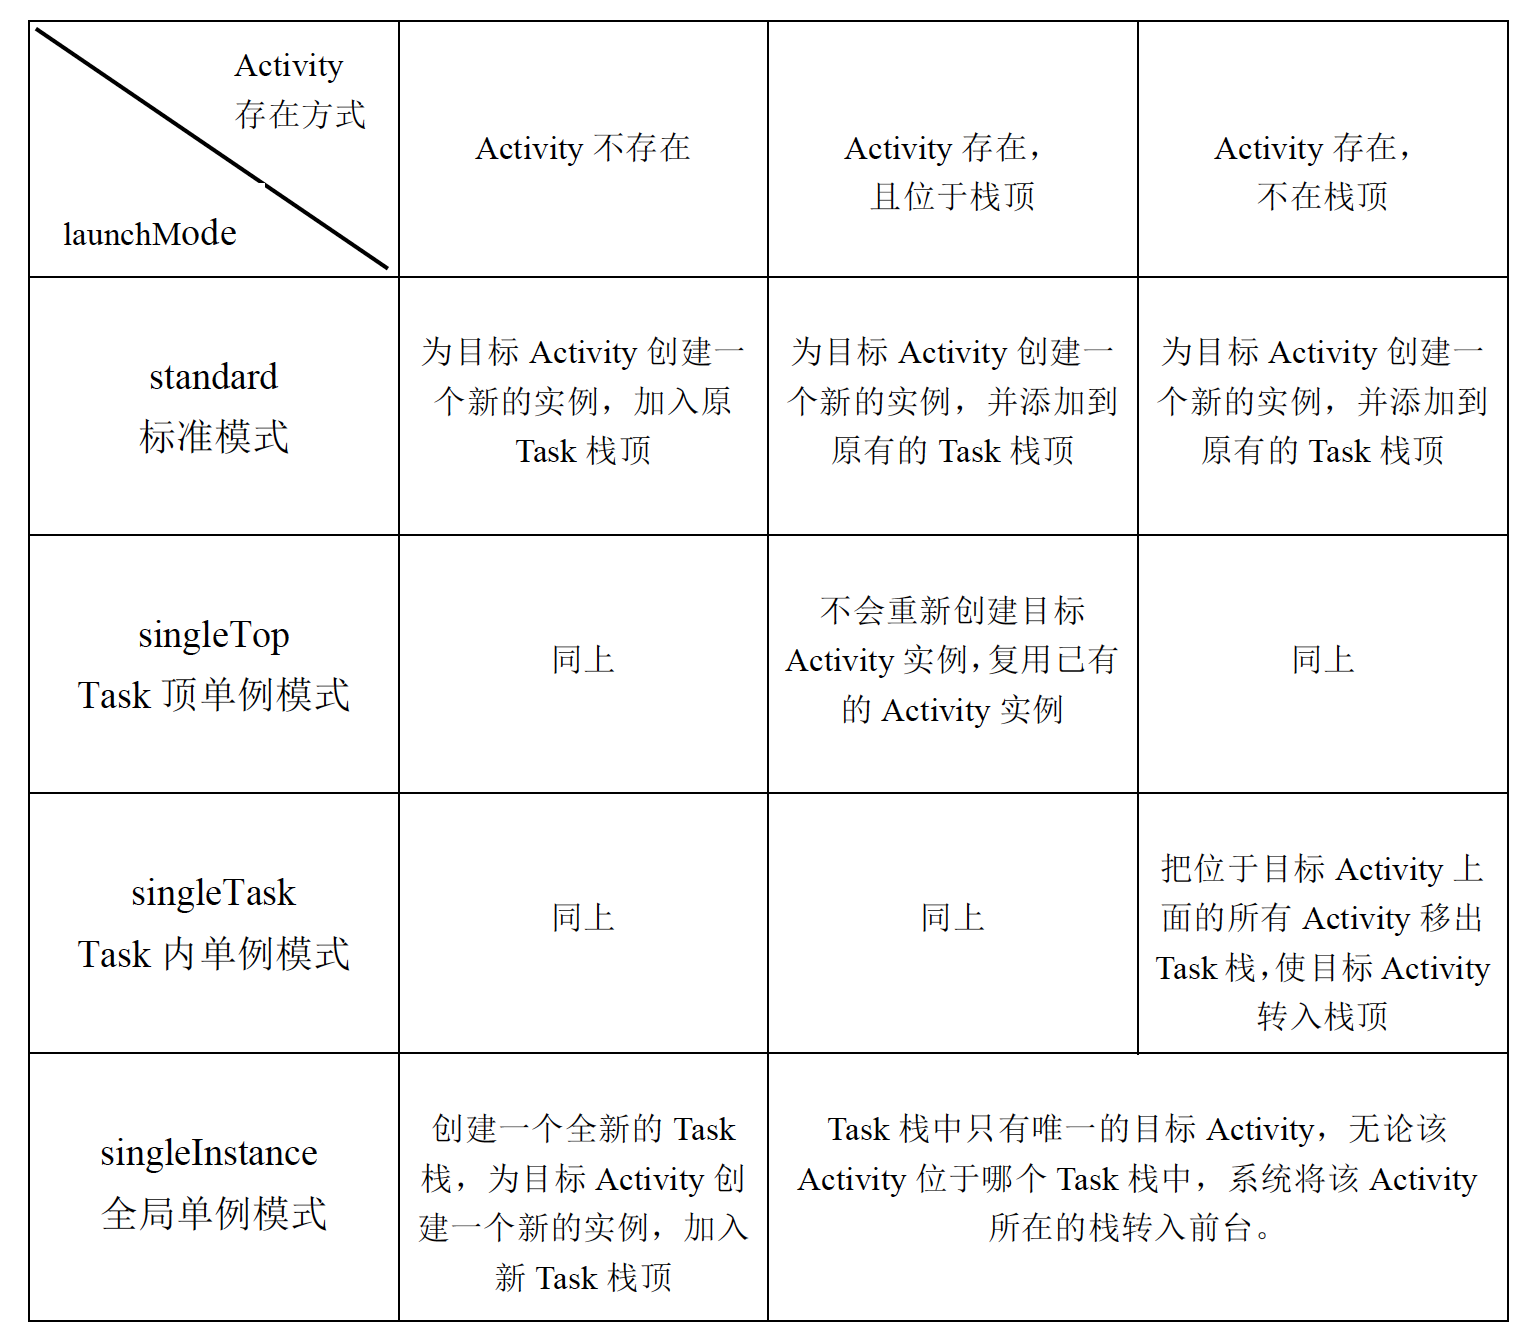 Activity
存在方式
launchMode
Activity 不存在
Activity 存在，
且位于栈顶
Activity 存在，
不在栈顶
standard
标准模式
为目标 Activity 创建一
个新的实例，加入原
Task 栈顶
为目标 Activity 创建一
个新的实例，并添加到
原有的 Task 栈顶
为目标 Activity 创建一
个新的实例，并添加到
原有的 Task 栈顶
singleTop
Task 顶单例模式
同上
不会重新创建目标
Activity 实例，复用已有
的 Activity 实例
同上
singleTask
Task 内单例模式
同上
同上
把位于目标 Activity 上
面的所有 Activity 移出
Task 栈，使目标 Activity
转入栈顶
singleInstance
全局单例模式
创建一个全新的 Task
栈，为目标 Activity 创
建一个新的实例，加入
新 Task 栈顶
Task 栈中只有唯一的目标 Activity，无论该
Activity 位于哪个 Task 栈中，系统将该 Activity
所在的栈转入前台。